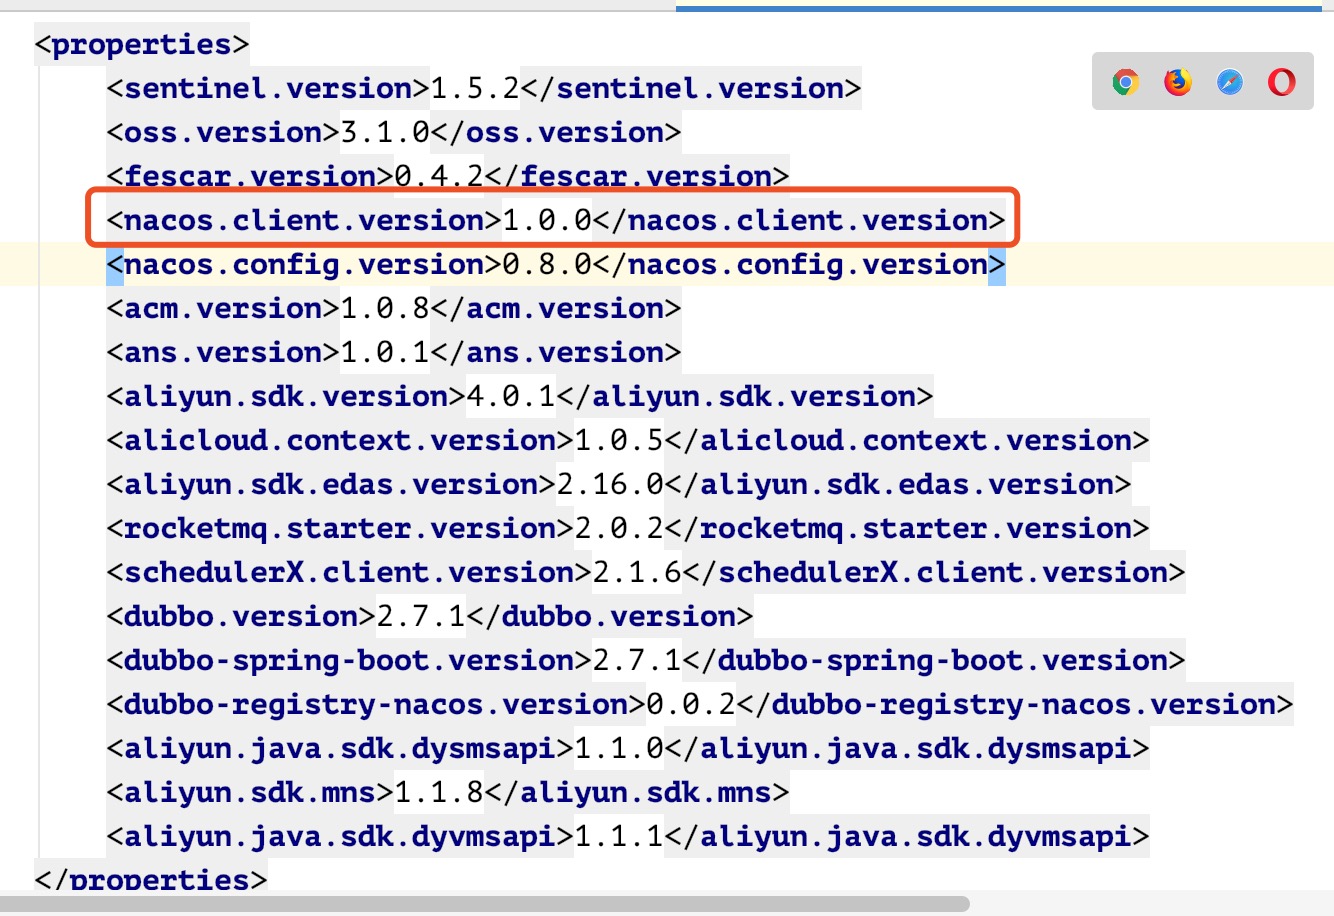 <properties>
<sentinel.version>1.5.2</sentinel.version>
<oss.version>3.1.0</oss.version>
<fescar.version>0.4.2</fescar.version>
<nacos.client.version>1.0.0</nacos.client.version>
<nacos.config.version>0.8.0</nacos.config.version>
<acm.version>1.0.8</acm.version>
<ans.version>1.0.1</ans.version>
<aliyun.sdk.version>4.0.1</aliyun.sdk.version>
<alicloud.context.version>1.0.5</alicloud.context.version>
<aliyun.sdk.edas.version>2.16.0</aliyun.sdk.edas.version>
<rocketmq.starter.version>2.0.2</rocketmq.starter.version>
<schedulerX.client.version>2.1.6</schedulerX.client.version>
<dubbo.version>2.7.1</dubbo.version>
<dubbo-spring-boot.version>2.7.1</dubbo-spring-boot.version>
<dubbo-registry-nacos.version>0.0.2</dubbo-registry-nacos.version>
<aliyun.java.sdk.dysmsapi>1.1.0</aliyun.java.sdk.dysmsapi>
<aliyun.sdk.mns>1.1.8</aliyun.sdk.mns>
<aliyun.java.sdk.dyvmsapi>1.1.1</aliyun.java.sdk.dyvmsapi>
</properties>